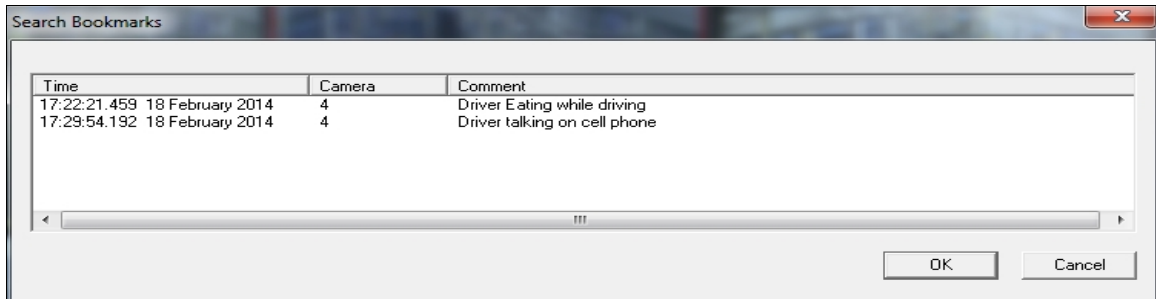 Search Bookmarks
Time Camera Comment
17:22:21.459 18 February 2014 4 Driver Eating while driving
17:29:54.192 18 February 2014 4 Driver talking on cell phone
OK Cancel